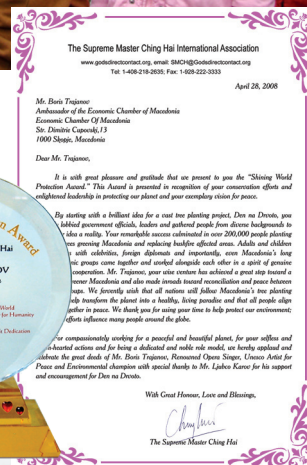 The Supreme Master Ching Hai International Association
www.godsdirectcontact.org, email: SMCH@Godsdirectcontact.org
Tel: 1-408-218-2635; Fax: 1-928-222-3333
April 28, 2008
Mr. Boris Trajanov
Ambassador of the Economic Chamber of Macedonia
Economic Chamber Of Macedonia
Str. Dimitrie Cupovski,13
1000 Skopje, Macedonia
Dear Mr. Trajanov,
It is with great pleasure and gratitude that we present to you the "Shining World
Protection Award." This Award is presented in recognition of your conservation efforts and
enlightened leadership in protecting our planet and your exemplary vision for peace.
By starting with a brilliant idea for a vast tree planting project, Den na Drvoto, you
lobbied government officials, leaders and gathered people from diverse backgrounds to
idea a reality. Your remarkable success culminated in over 200,000 people planting
greening Macedonia and replacing bushfire affected areas. Adults and children
with celebrities, foreign diplomats and importantly, even Macedonia's long
groups came together and worked alongside each other in a spirit of genuine
cooperation. Mr. Trajanov, your wise venture has achieved a great step toward a
Macedonia and also made inroads toward reconciliation and peace between
We fervently wish that all nations will follow Macedonia's tree planting
help transform the planet into a healthy, living paradise and that all people align
together in peace. We thank you for using your time to help protect our environment;
efforts influence many people around the globe.
For compassionately working for a peaceful and beautiful planet, for your selfless and
actions and for being a dedicated and noble role model, we hereby applaud and
celebrate the great deeds of Mr. Boris Trajanov, Renowned Opera Singer, Unesco Artist for
Peace and Environmental champion with special thanks to Mr. Ljubco Karov for his support
and encouragement for Den na Drvoto.
With Great Honour, Love and Blessings,
The Supreme Master Ching Hai
Award
Hai
OV
World
for Humanity
Dedication